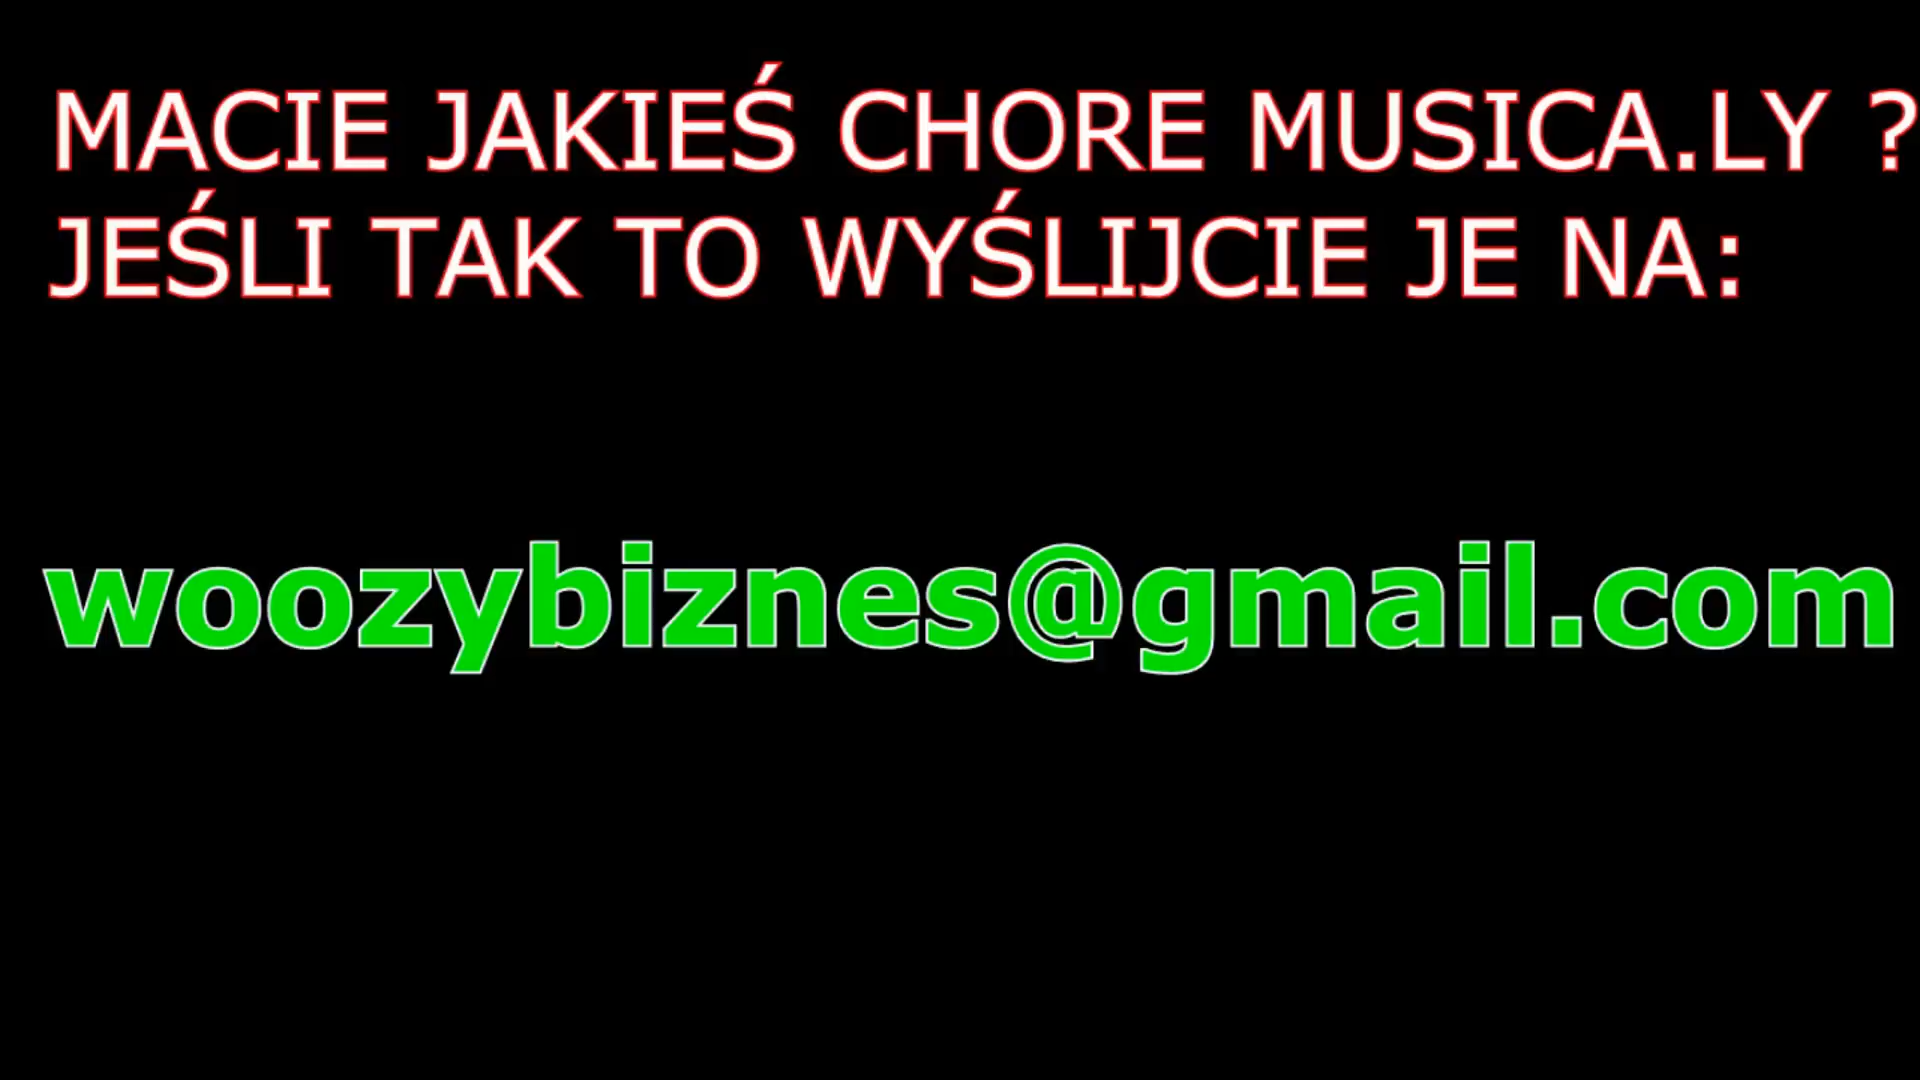 MACIE JAKIEŚ CHORE MUSICA.LY ?
JEŚLI TAK TO WYŚLIJCIE JE NA:
woozybiznes@gmail.com